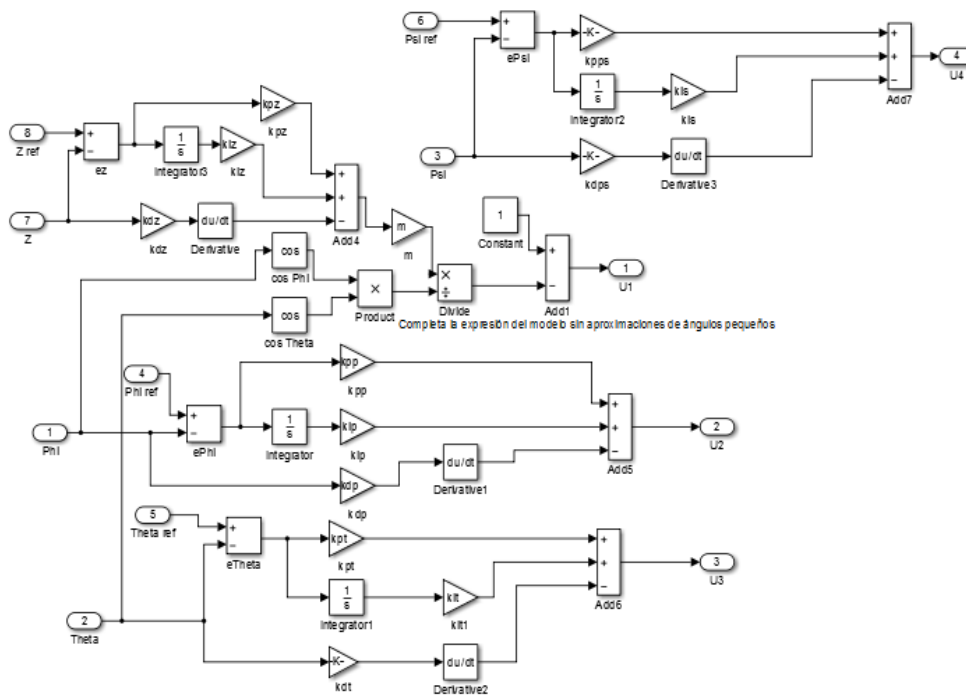 6
Psi ref
+
−
ePsi
-K-
kpps
1
s
Integrator2
kis
kis
+
+
−
Add7
4
U4
3
Psi
-K-
kdps
du/dt
Derivative3
8
Z ref
+
−
ez
kpz
kpz
1
s
Integrator3
kiz
kiz
7
Z
kdz
kdz
du/dt
Derivative
+
+
−
Add4
m
m
1
Constant
+
−
Add1
1
U1
cos
cos Phi
cos
cos Theta
×
Product
×
÷
Divide
Completa la expresión del modelo sin aproximaciones de ángulos pequeños
4
Phi ref
1
Phi
+
−
ePhi
kpp
kpp
1
s
Integrator
kip
kip
kdp
kdp
du/dt
Derivative1
+
+
−
Add5
2
U2
5
Theta ref
+
−
eTheta
kpt
kpt
1
s
Integrator1
kit
kit1
2
Theta
-K-
kdt
du/dt
Derivative2
+
+
−
Add6
3
U3